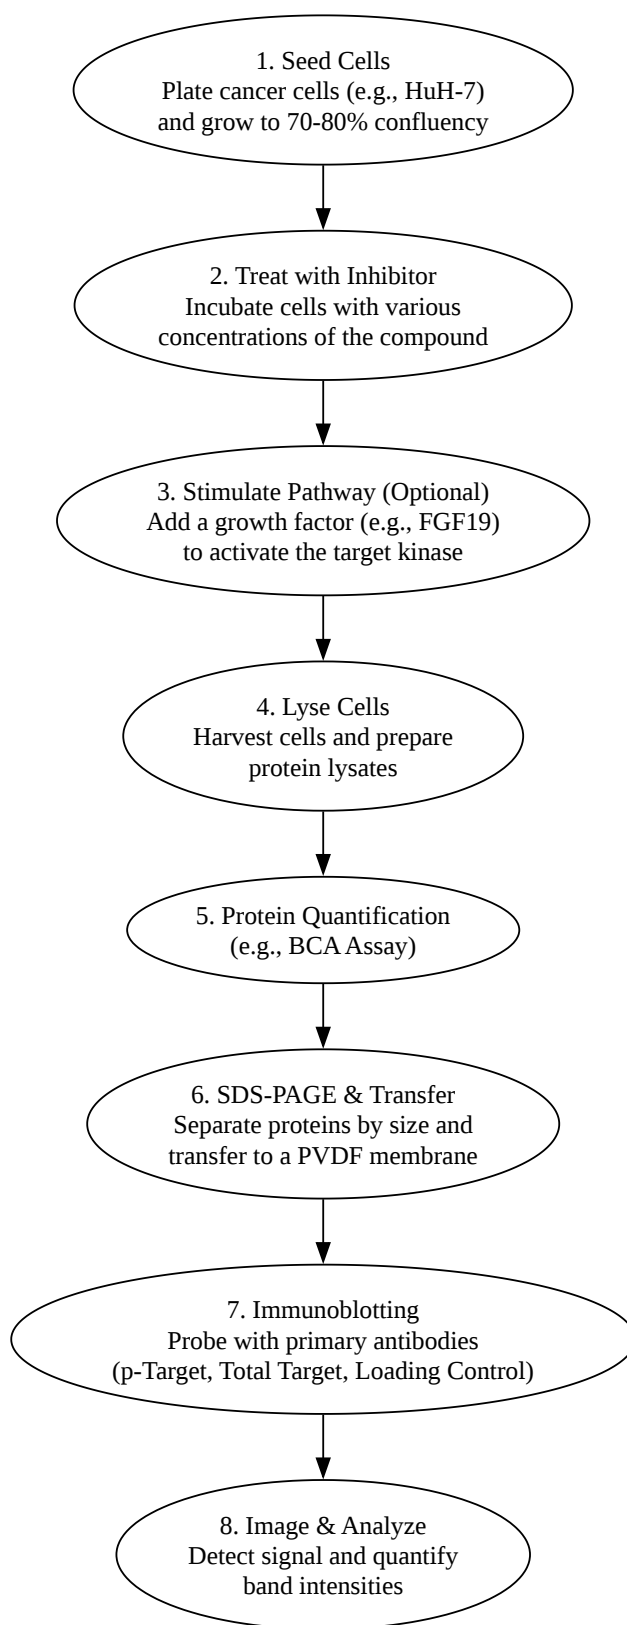 1. Seed Cells
Plate cancer cells (e.g., HuH-7)
and grow to 70-80% confluency
2. Treat with Inhibitor
Incubate cells with various
concentrations of the compound
3. Stimulate Pathway (Optional)
Add a growth factor (e.g., FGF19)
to activate the target kinase
4. Lyse Cells
Harvest cells and prepare
protein lysates
5. Protein Quantification
(e.g., BCA Assay)
6. SDS-PAGE & Transfer
Separate proteins by size and
transfer to a PVDF membrane
7. Immunoblotting
Probe with primary antibodies
(p-Target, Total Target, Loading Control)
8. Image & Analyze
Detect signal and quantify
band intensities